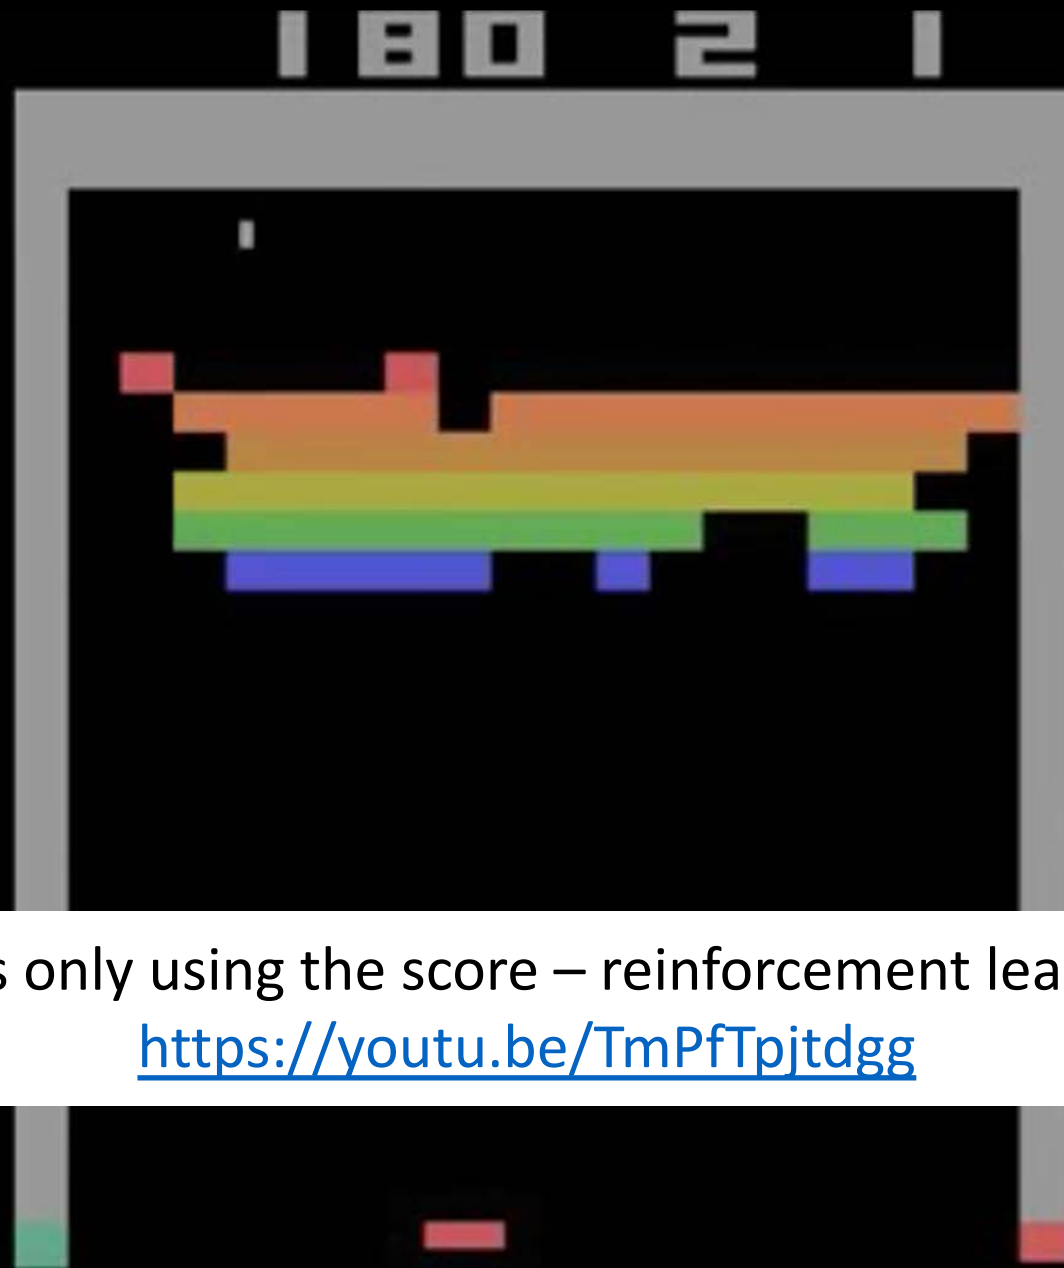 180 2 1
s only using the score – reinforcement lea
https://youtu.be/TmPfTpjtdgg